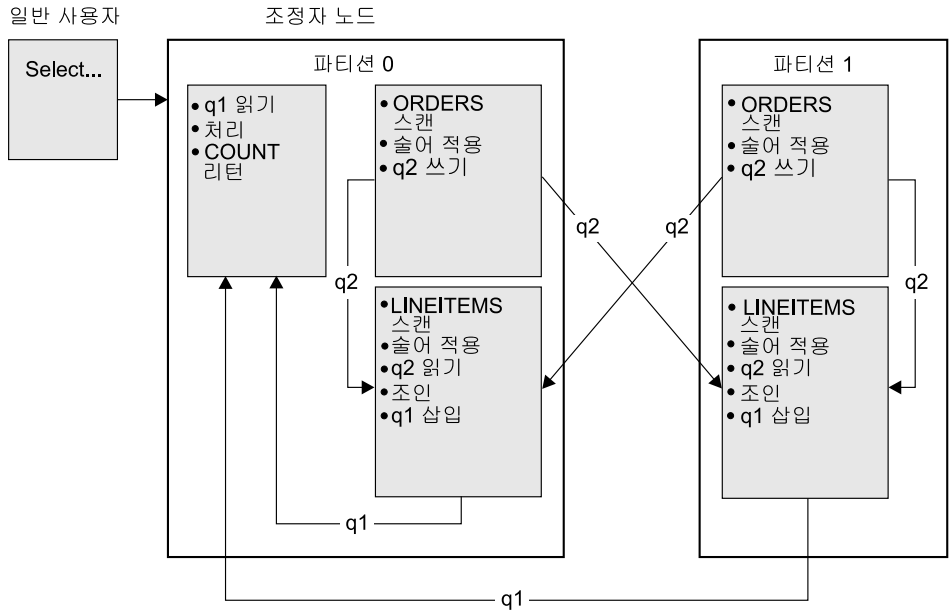 일반 사용자
조정자 노드
Select...
파티션 0
• q1 읽기
• 처리
• COUNT
리턴
• ORDERS
스캔
• 술어 적용
• q2 쓰기
파티션 1
• ORDERS
스캔
• 술어 적용
• q2 쓰기
q2
q2
q2
q2
• LINEITEMS
스캔
• 술어 적용
• q2 읽기
• 조인
• q1 삽입
• LINEITEMS
스캔
• 술어 적용
• q2 읽기
• 조인
• q1 삽입
q1
q1